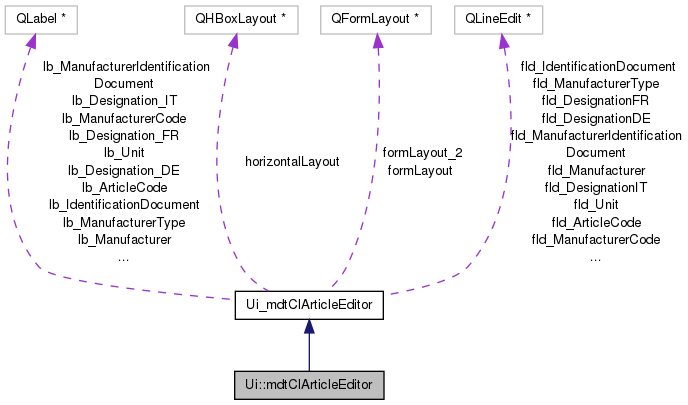 QLabel *
QHBoxLayout *
QFormLayout *
QLineEdit *
lb_ManufacturerIdentification
Document
lb_Designation_IT
lb_ManufacturerCode
lb_Designation_FR
lb_Unit
lb_Designation_DE
lb_ArticleCode
lb_IdentificationDocument
lb_ManufacturerType
lb_Manufacturer
...
horizontalLayout
formLayout_2
formLayout
fld_IdentificationDocument
fld_ManufacturerType
fld_DesignationFR
fld_DesignationDE
fld_ManufacturerIdentification
Document
fld_Manufacturer
fld_DesignationIT
fld_Unit
fld_ArticleCode
fld_ManufacturerCode
...
Ui_mdtClArticleEditor
Ui::mdtClArticleEditor